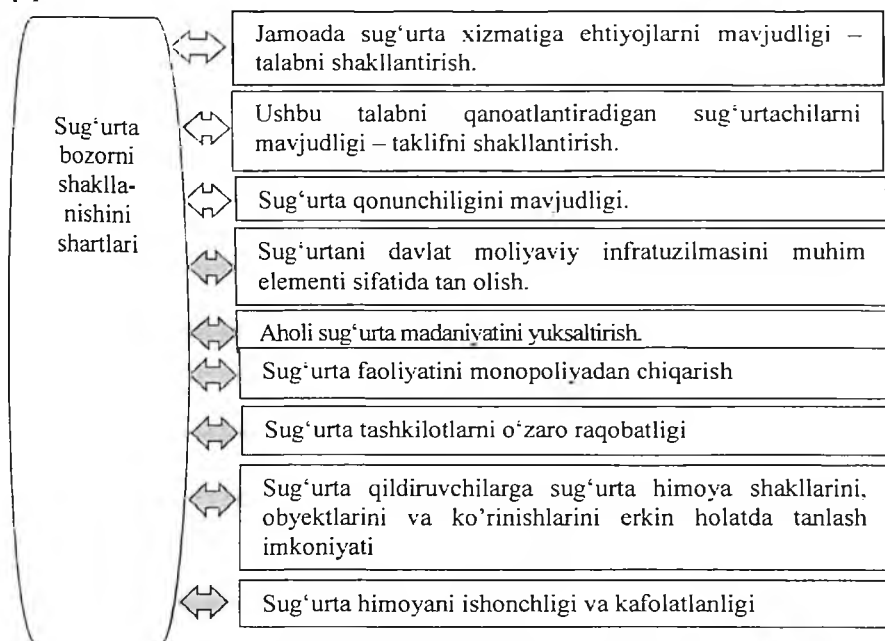 Sug‘urta
bozorni
shaklla-
nishini
shartlari
Jamoada sug‘urta xizmatiga ehtiyojlarni mavjudligi –
talabni shakllantirish.
Ushbu talabni qanoatlantiradigan sug‘urtachilarni
mavjudligi – taklifni shakllantirish.
Sug‘urta qonunchiligini mavjudligi.
Sug‘urtani davlat moliyaviy infratuzilmasini muhim
elementi sifatida tan olish.
Aholi sug‘urta madaniyatini yuksaltirish.
Sug‘urta faoliyatini monopoliyadan chiqarish
Sug‘urta tashkilotlarni o‘zaro raqobatligi
Sug‘urta qildiruvchilarga sug‘urta himoya shakllarini,
obyektlarini va ko’rinishlarini erkin holatda tanlash
imkoniyati
Sug‘urta himoyani ishonchligi va kafolatlanligi